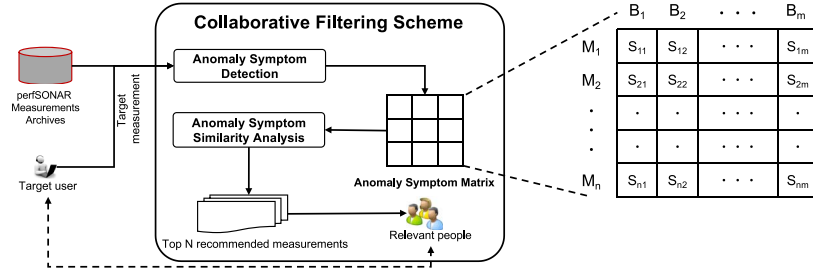 Collaborative Filtering Scheme
Anomaly Symptom
Detection
perfSONAR
Measurements
Archives
Target
measurement
Anomaly Symptom
Similarity Analysis
Anomaly Symptom Matrix
Target user
Top N recommended measurements
Relevant people
B1 B2 · · · Bm
M1 S11 S12 · · · S1m
M2 S21 S22 · · · S2m
· · · · · · ·
· · · · · · ·
·
Mn Sn1 Sn2 · · · Snm